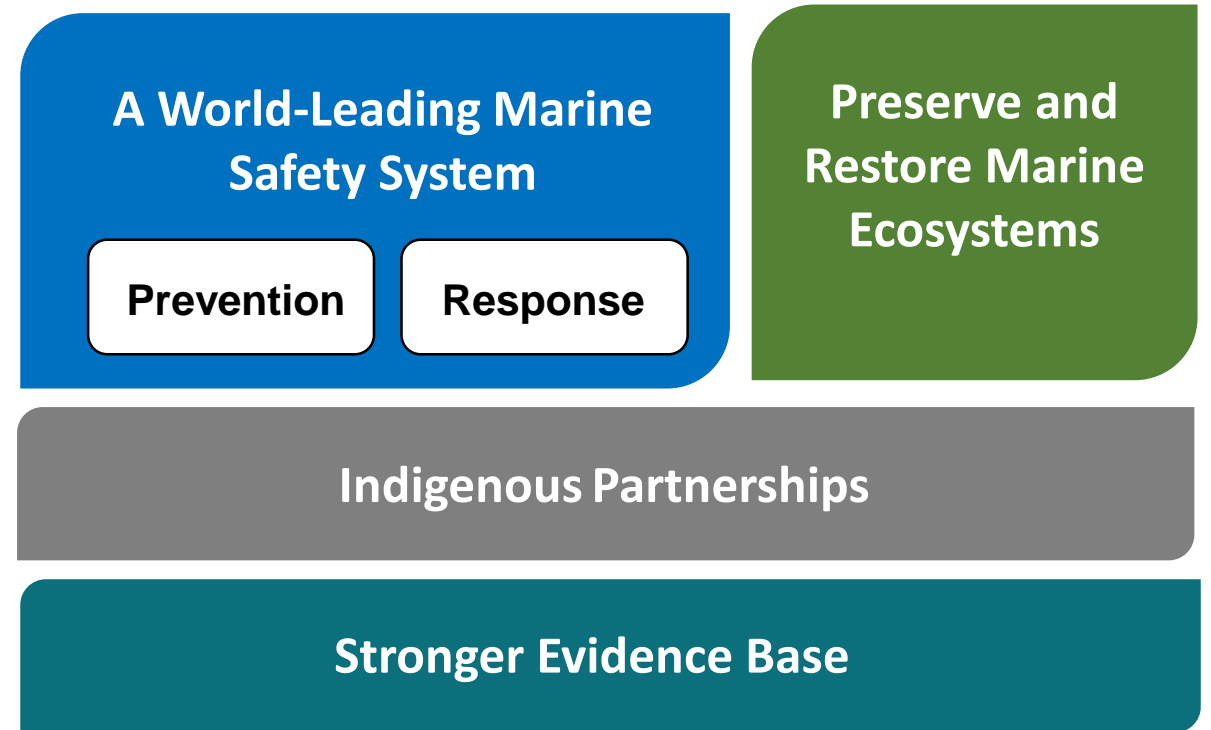 A World-Leading Marine
Safety System
Prevention
Response
Preserve and
Restore Marine
Ecosystems
Indigenous Partnerships
Stronger Evidence Base